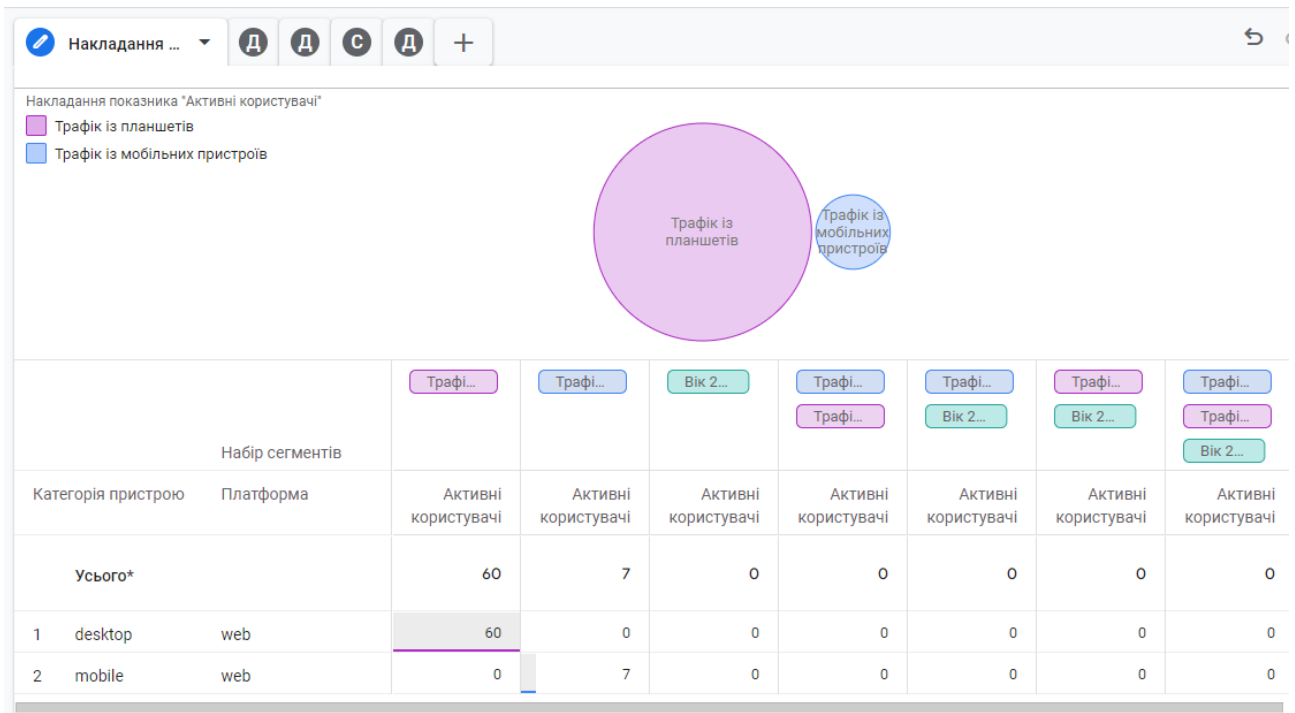 Накладання ...
Д Д С Д
Накладання показника "Активні користувачі"
Трафік із планшетів
Трафік із мобільних пристроїв
Трафік із
планшетів
Трафік із
мобільних
пристроїв
Трафі... Трафі... Вік 2... Трафі... Трафі... Трафі... Трафі...
Трафі... Вік 2... Вік 2... Трафі...
Набір сегментів Вік 2...
Категорія пристрою Платформа Активні Активні Активні Активні Активні Активні Активні
користувачі користувачі користувачі користувачі користувачі користувачі користувачі
Усього* 60 7 0 0 0 0 0
1 desktop web 60 0 0 0 0 0 0
2 mobile web 0 7 0 0 0 0 0